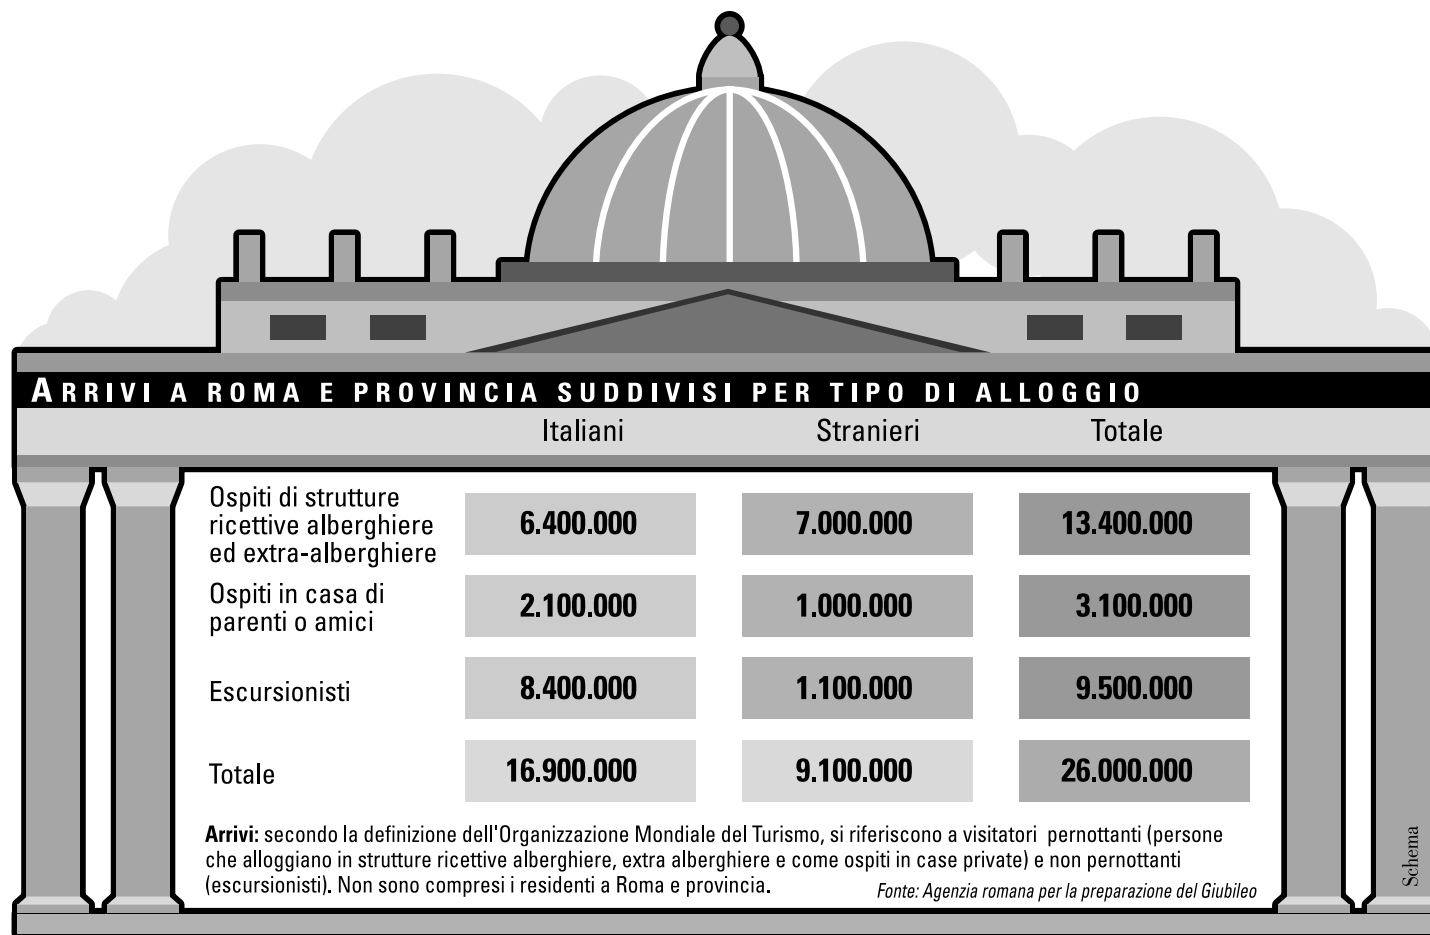 ARRIVI A ROMA E PROVINCIA SUDDIVISI PER TIPO DI ALLOGGIO
Italiani Stranieri Totale
Ospiti di strutture
ricettive alberghiere
ed extra-alberghiere
6.400.000 7.000.000 13.400.000
Ospiti in casa di
parenti o amici
2.100.000 1.000.000 3.100.000
Escursionisti 8.400.000 1.100.000 9.500.000
Totale 16.900.000 9.100.000 26.000.000
Arrivi: secondo la definizione dell'Organizzazione Mondiale del Turismo, si riferiscono a visitatori pernottanti (persone
che alloggiano in strutture ricettive alberghiere, extra alberghiere e come ospiti in case private) e non pernottanti
(escursionisti). Non sono compresi i residenti a Roma e provincia.
Fonte: Agenzia romana per la preparazione del Giubileo
Schema